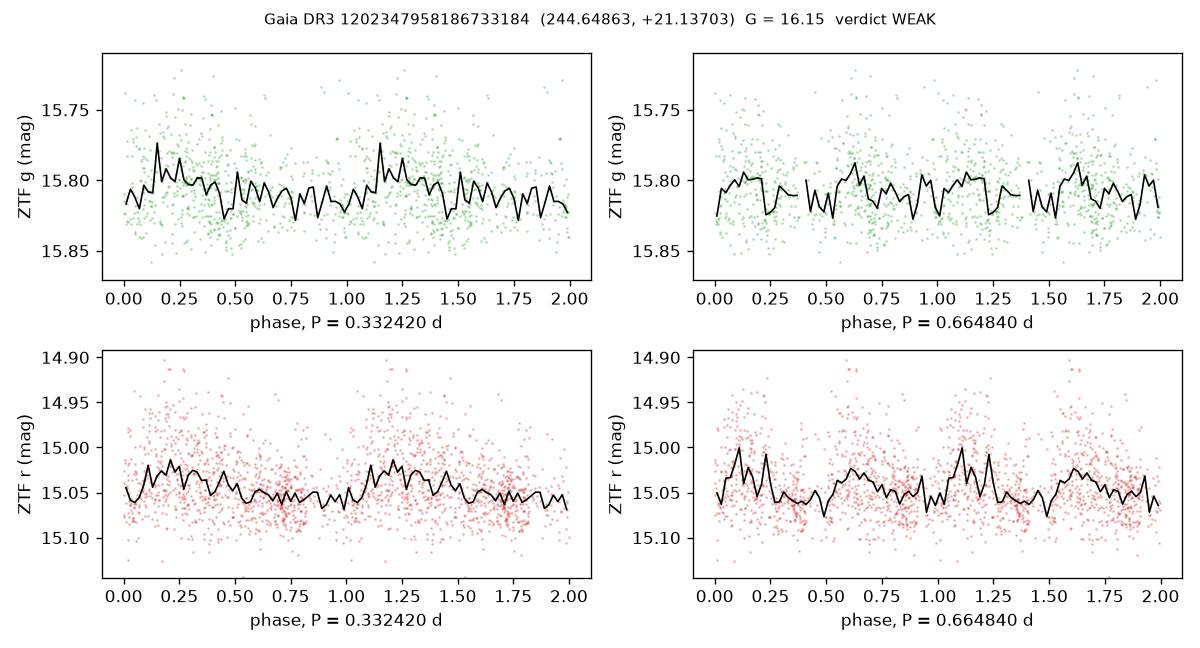 Gaia DR3 1202347958186733184  (244.64863, +21.13703)  G = 16.15  verdict WEAK
ZTF g (mag)
15.75
15.80
15.85
0.00 0.25 0.50 0.75 1.00 1.25 1.50 1.75 2.00
phase, P = 0.332420 d
ZTF g (mag)
15.75
15.80
15.85
0.00 0.25 0.50 0.75 1.00 1.25 1.50 1.75 2.00
phase, P = 0.664840 d
ZTF r (mag)
14.90
14.95
15.00
15.05
15.10
0.00 0.25 0.50 0.75 1.00 1.25 1.50 1.75 2.00
phase, P = 0.332420 d
ZTF r (mag)
14.90
14.95
15.00
15.05
15.10
0.00 0.25 0.50 0.75 1.00 1.25 1.50 1.75 2.00
phase, P = 0.664840 d